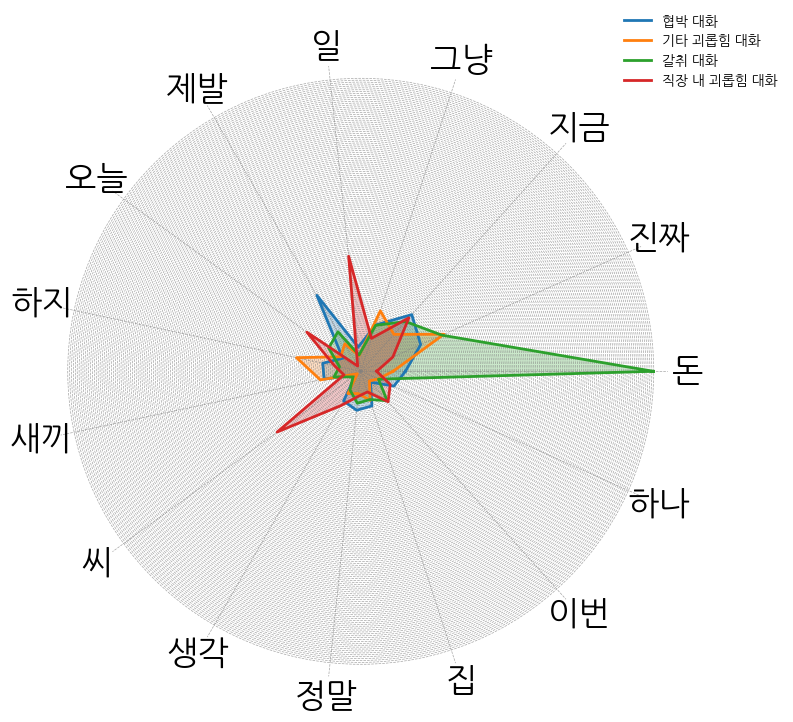 협박 대화
기타 괴롭힘 대화
갈취 대화
직장 내 괴롭힘 대화
일
그냥
제발
지금
오늘
진짜
하지
돈
새끼
하나
씨
이번
생각
집
정말